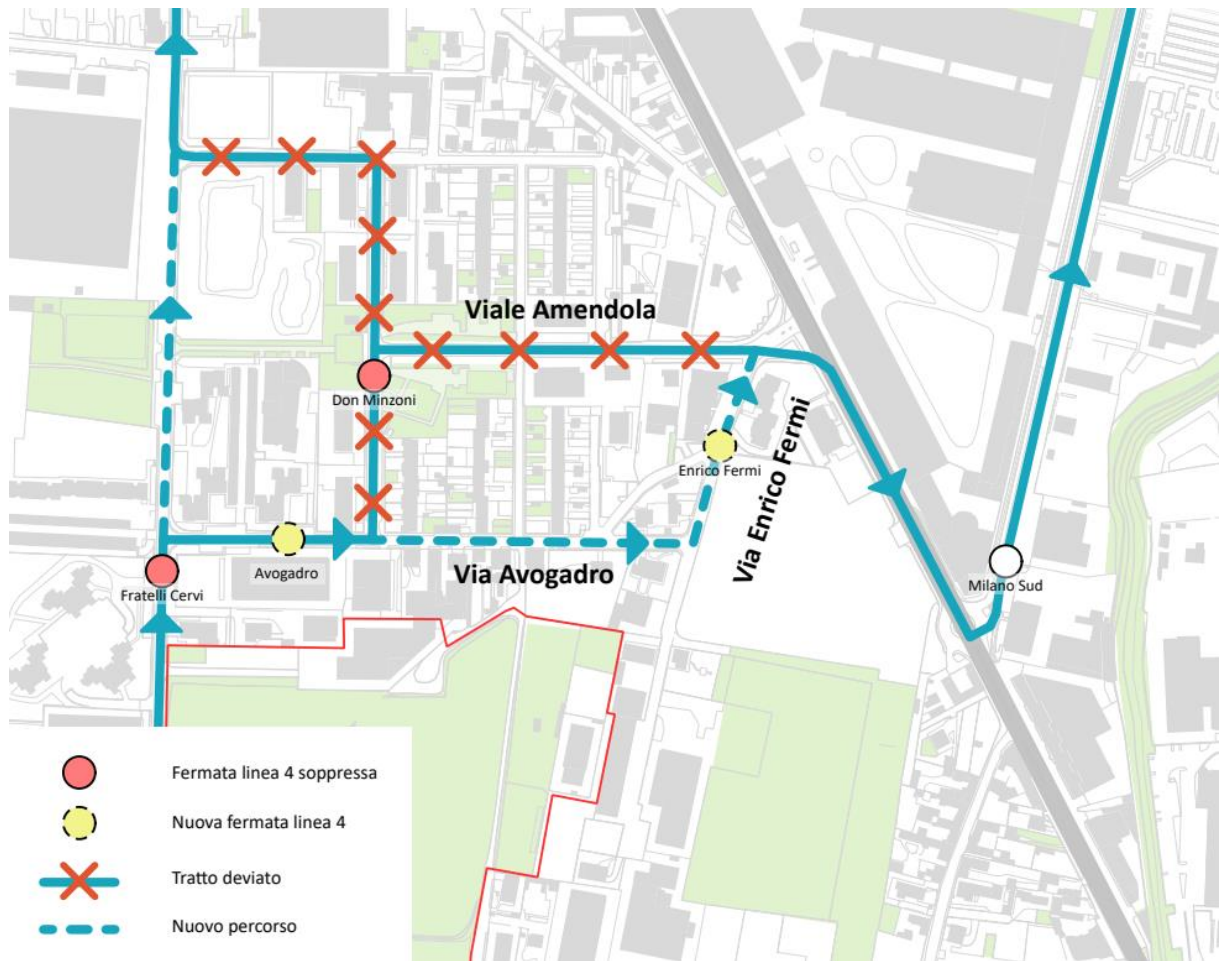 Viale Amendola
Don Minzoni
Enrico Fermi
Via Enrico Fermi
Avogadro
Via Avogadro
Fratelli Cervi
Milano Sud
Fermata linea 4 soppressa
Nuova fermata linea 4
Tratto deviato
Nuovo percorso